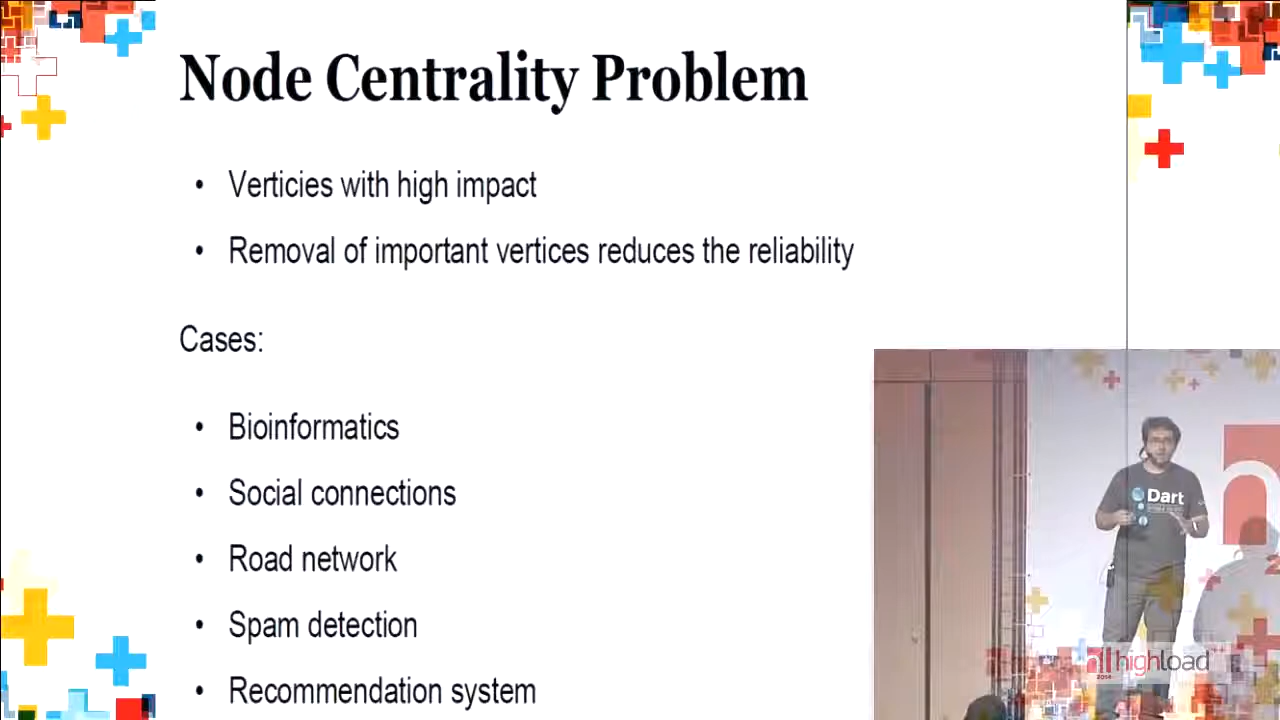 Node Centrality Problem
• Verticies with high impact
• Removal of important vertices reduces the reliability
Cases:
• Bioinformatics
• Social connections
• Road network
• Spam detection
• Recommendation system
Dart
highload
2014